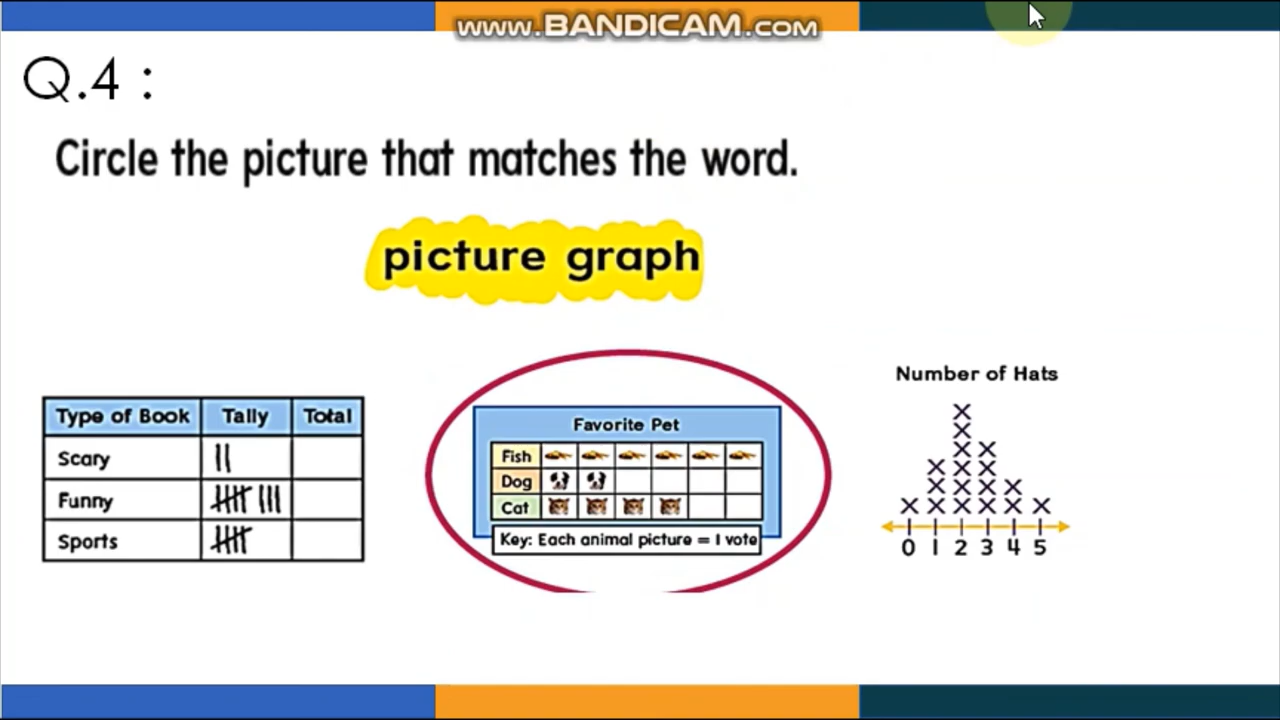 www.BANDICAM.com
Q.4 :
Circle the picture that matches the word.
picture graph
Type of Book Tally Total
Scary
Funny
Sports
Favorite Pet
Fish
Dog
Cat
Key: Each animal picture = 1 vote
Number of Hats
0 1 2 3 4 5